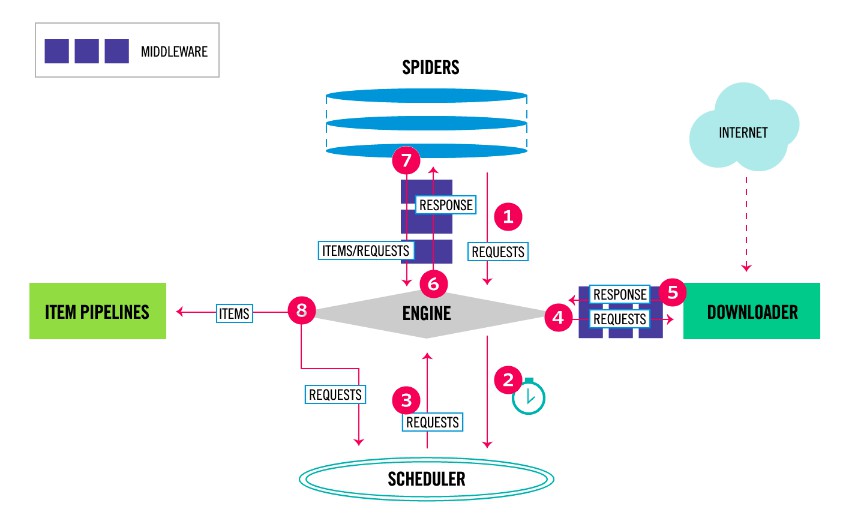 MIDDLEWARE
SPIDERS
INTERNET
7
RESPONSE
1
ITEMS/REQUESTS
REQUESTS
6
ITEM PIPELINES
ITEMS
8
ENGINE
4
RESPONSE
5
REQUESTS
DOWNLOADER
2
REQUESTS
3
REQUESTS
SCHEDULER